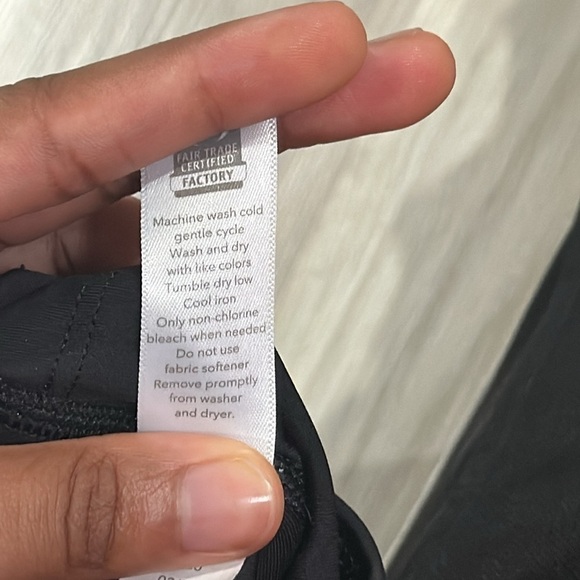 FAIR TRADE
CERTIFIED
FACTORY
Machine wash cold
gentle cycle
Wash and dry
with like colors
Tumble dry low
Cool iron
Only non-chlorine
bleach when needed
Do not use
fabric softener
Remove promptly
from washer
and dryer.